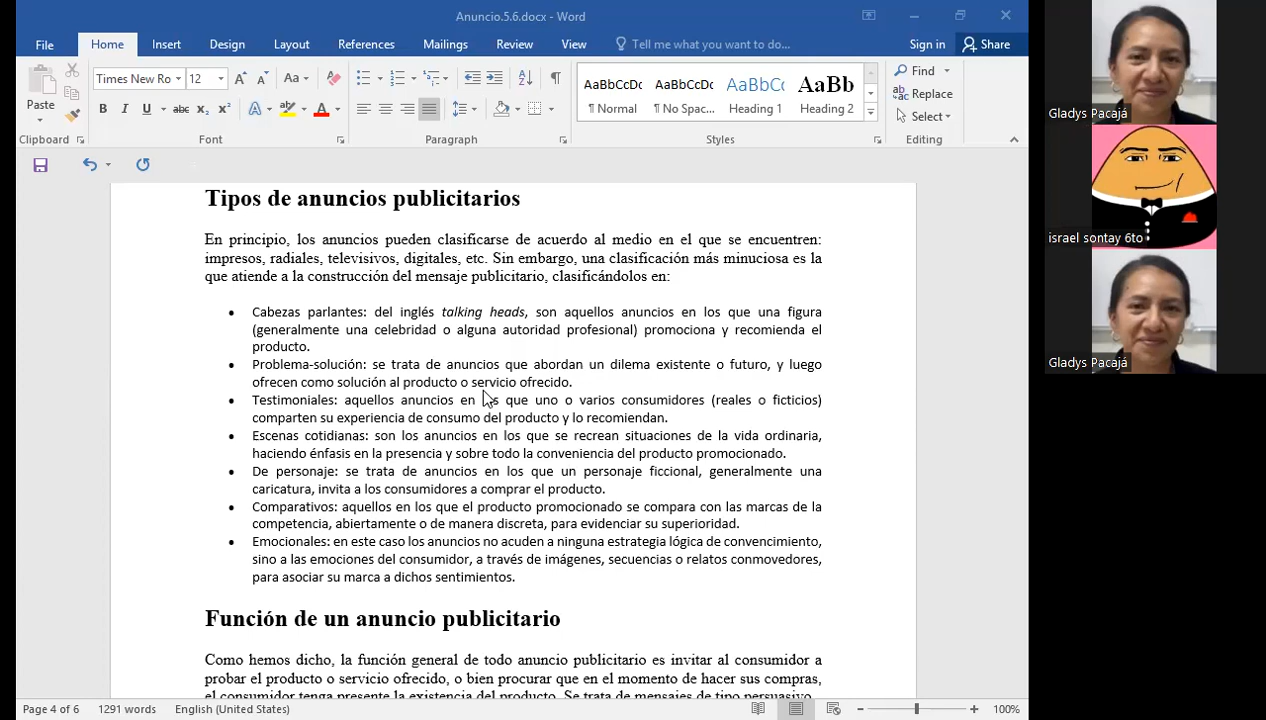 Anuncio.5.6.docx - Word
File Home Insert Design Layout References Mailings Review View Tell me what you want to do... Sign in Share
Paste
Clipboard
Times New Ro 12
Font
Paragraph
AaBbCcDc AaBbCcDc AaBbC AaBb
¶ Normal ¶ No Spac... Heading 1 Heading 2
Styles
Find
Replace
Select
Editing
Tipos de anuncios publicitarios
En principio, los anuncios pueden clasificarse de acuerdo al medio en el que se encuentren:
impresos, radiales, televisivos, digitales, etc. Sin embargo, una clasificación más minuciosa es la
que atiende a la construcción del mensaje publicitario, clasificándolos en:
• Cabezas parlantes: del inglés talking heads, son aquellos anuncios en los que una figura
(generalmente una celebridad o alguna autoridad profesional) promociona y recomienda el
producto.
• Problema-solución: se trata de anuncios que abordan un dilema existente o futuro, y luego
ofrecen como solución al producto o servicio ofrecido.
• Testimoniales: aquellos anuncios en los que uno o varios consumidores (reales o ficticios)
comparten su experiencia de consumo del producto y lo recomiendan.
• Escenas cotidianas: son los anuncios en los que se recrean situaciones de la vida ordinaria,
haciendo énfasis en la presencia y sobre todo la conveniencia del producto promocionado.
• De personaje: se trata de anuncios en los que un personaje ficcional, generalmente una
caricatura, invita a los consumidores a comprar el producto.
• Comparativos: aquellos en los que el producto promocionado se compara con las marcas de la
competencia, abiertamente o de manera discreta, para evidenciar su superioridad.
• Emocionales: en este caso los anuncios no acuden a ninguna estrategia lógica de convencimiento,
sino a las emociones del consumidor, a través de imágenes, secuencias o relatos conmovedores,
para asociar su marca a dichos sentimientos.
Función de un anuncio publicitario
Como hemos dicho, la función general de todo anuncio publicitario es invitar al consumidor a
probar el producto o servicio ofrecido, o bien procurar que en el momento de hacer sus compras,
el consumidor tenga presente la existencia del producto. Se trata de mensajes de tipo persuasivo,
Page 4 of 6 1291 words English (United States) 100%
Gladys Pacajá
israel sontay 6to
Gladys Pacajá